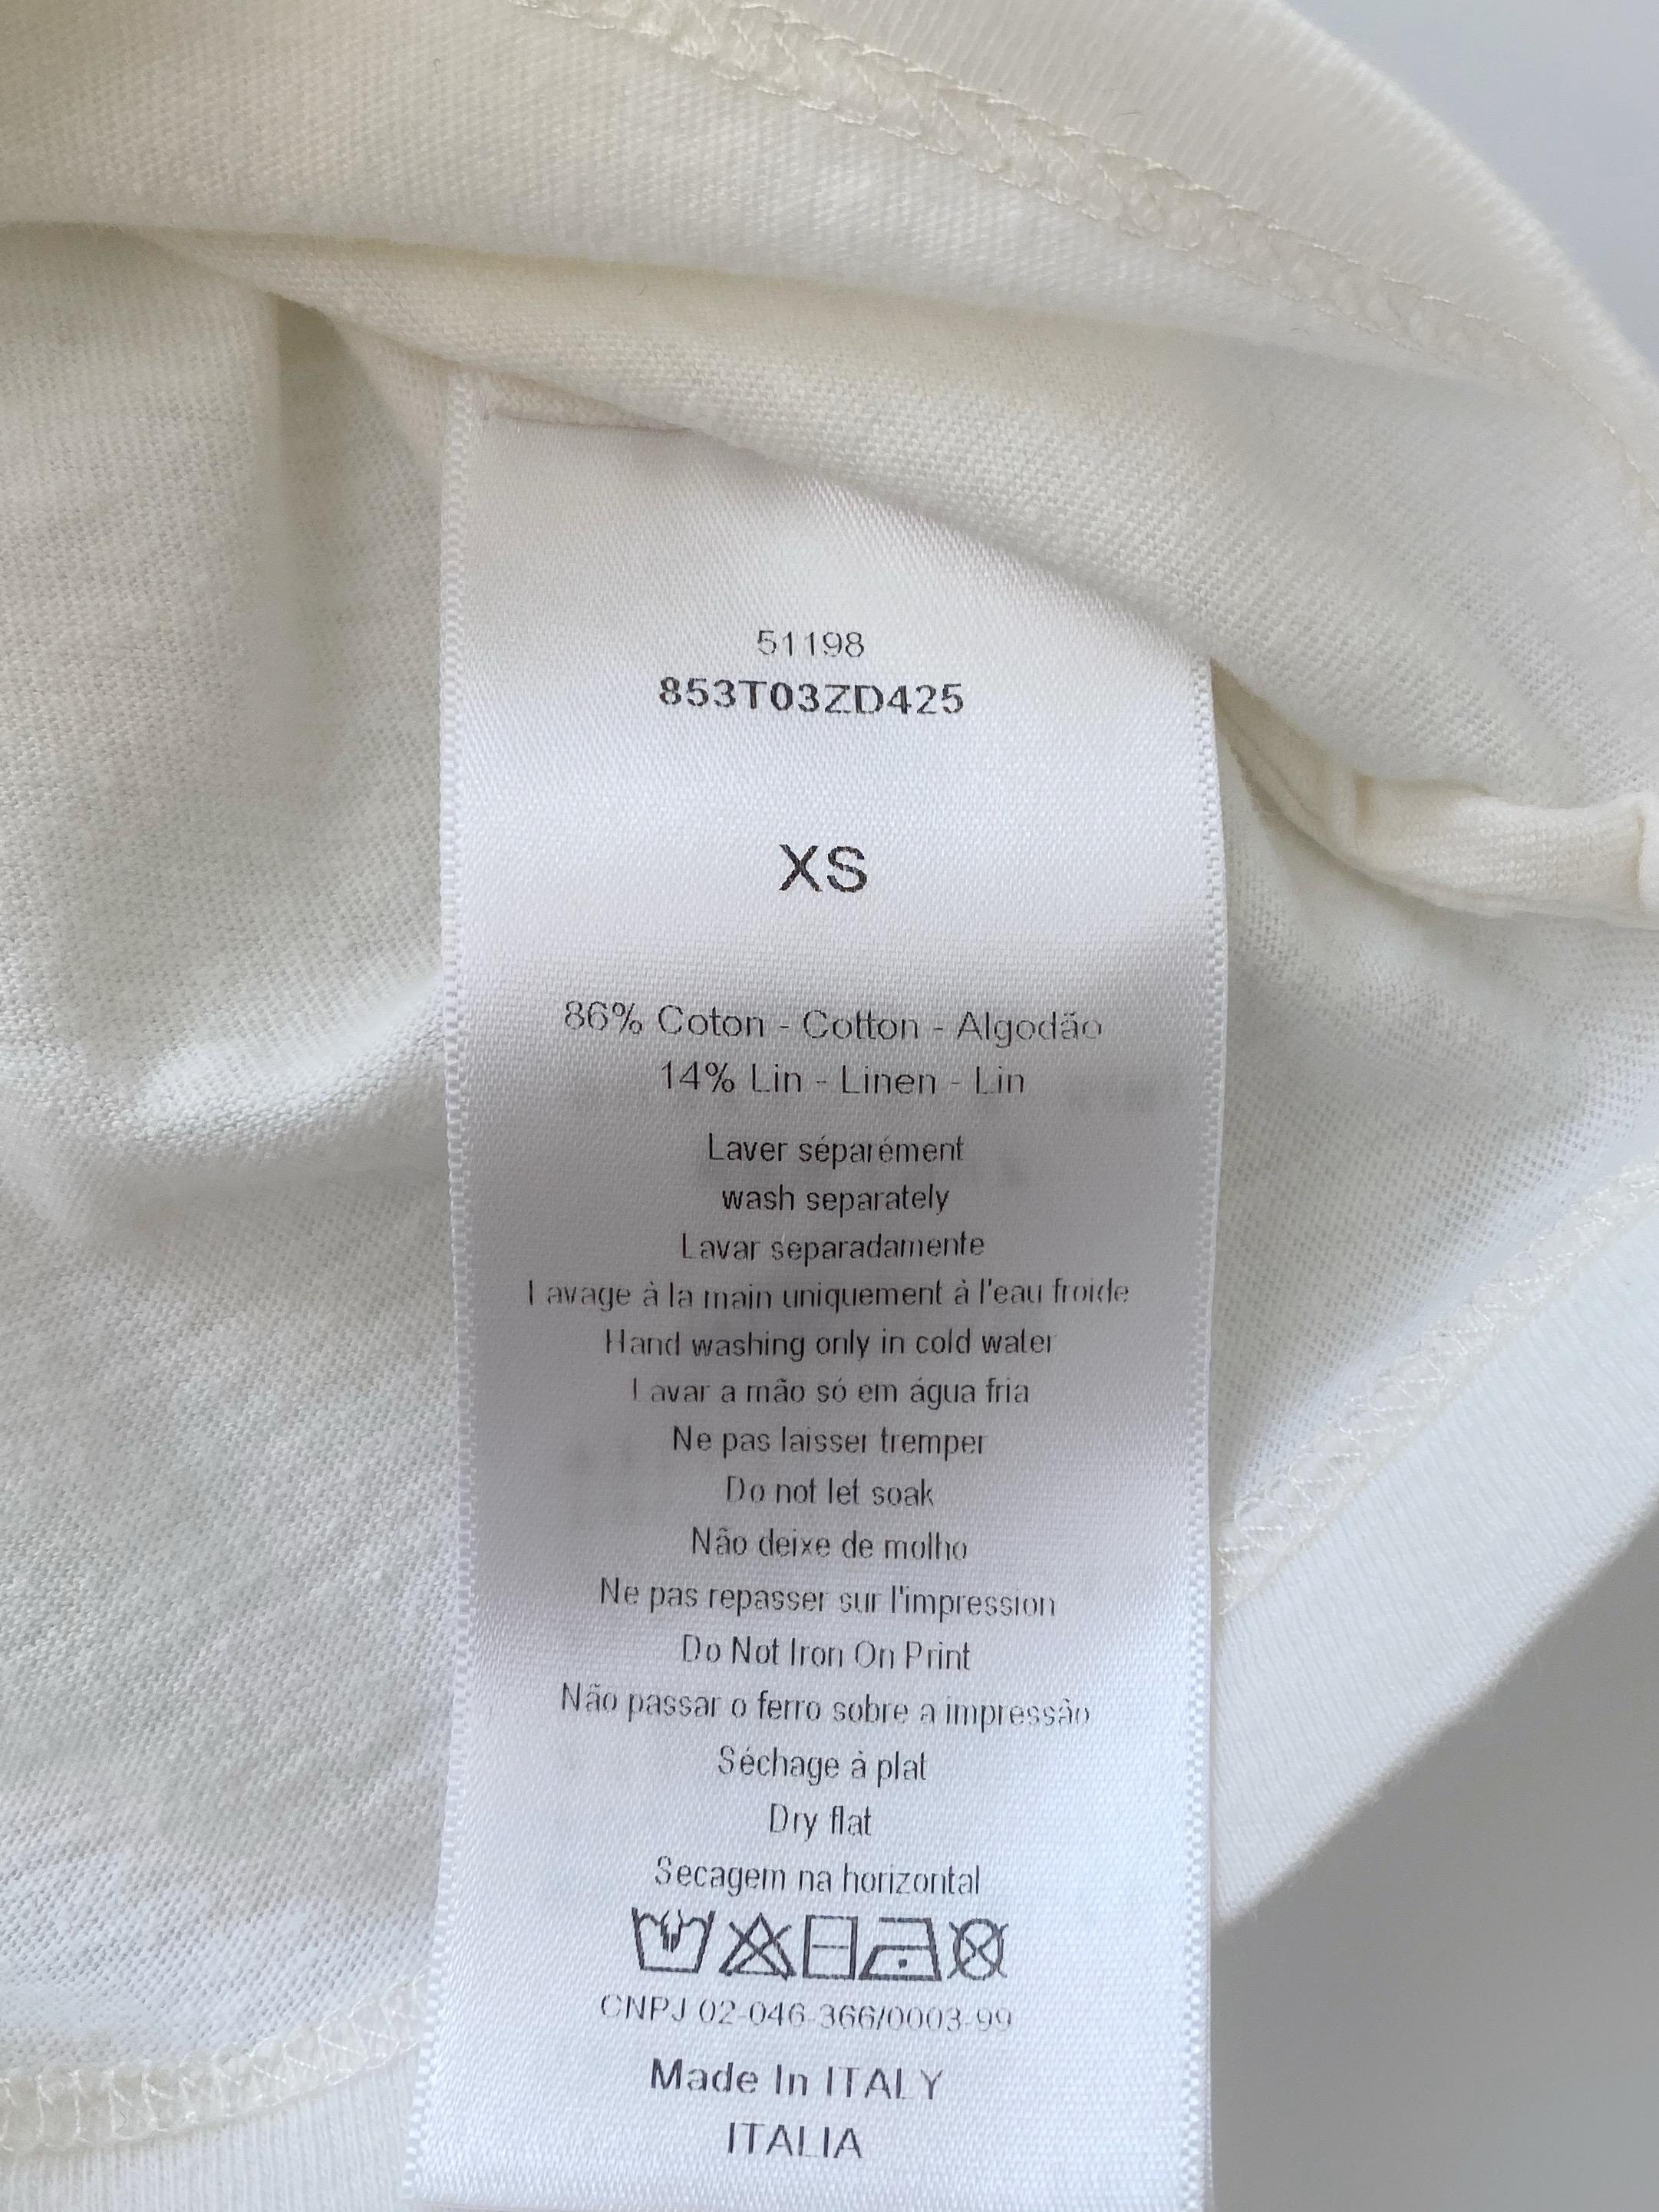 51198
853T03ZD425
XS
86% Coton - Cotton - Algodão
14% Lin - Linen - Lin
Laver séparément
wash separately
Lavar separadamente
Lavage à la main uniquement à l'eau froide
Hand washing only in cold water
Lavar a mão só em água fria
Ne pas laisser tremper
Do not let soak
Não deixe de molho
Ne pas repasser sur l'impression
Do Not Iron On Print
Não passar o ferro sobre a impressão
Séchage à plat
Dry flat
Secagem na horizontal
CNPJ 02-046-366/0003-99
Made In ITALY
ITALIA